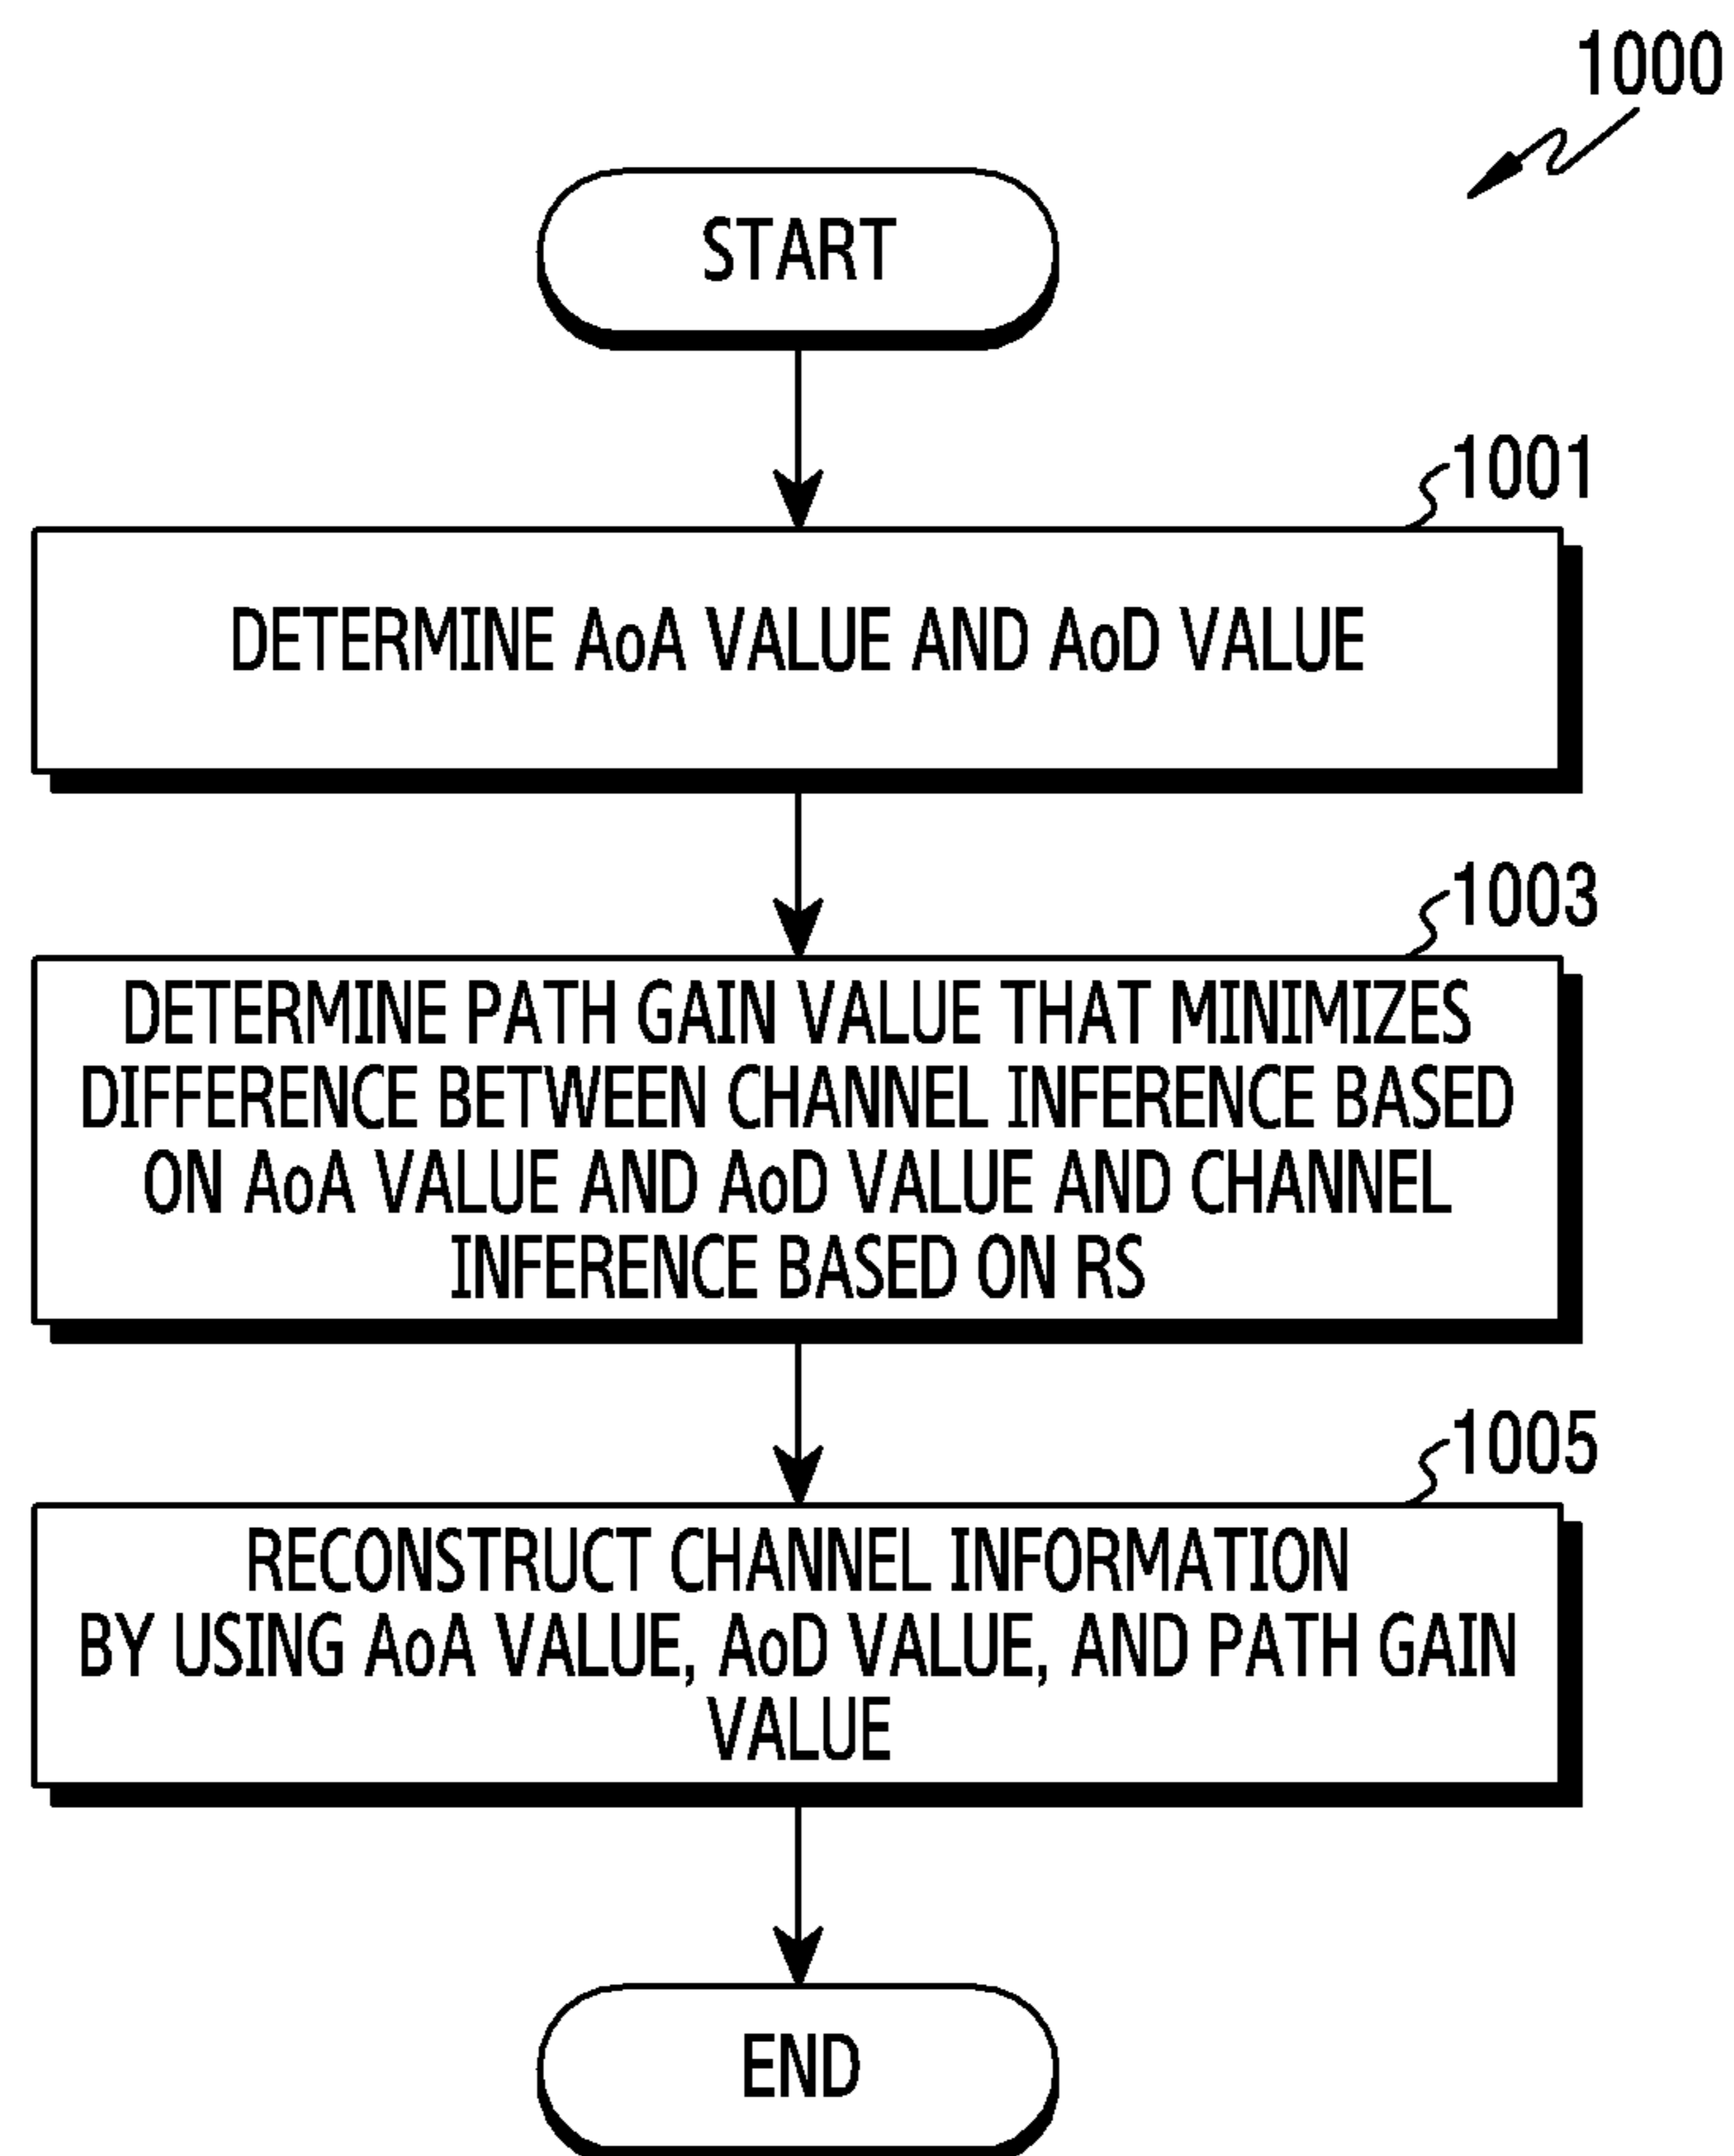 1000
START
1001
DETERMINE AoA VALUE AND AoD VALUE
1003
DETERMINE PATH GAIN VALUE THAT MINIMIZES
DIFFERENCE BETWEEN CHANNEL INFERENCE BASED
ON AoA VALUE AND AoD VALUE AND CHANNEL
INFERENCE BASED ON RS
1005
RECONSTRUCT CHANNEL INFORMATION
BY USING AoA VALUE, AoD VALUE, AND PATH GAIN
VALUE
END